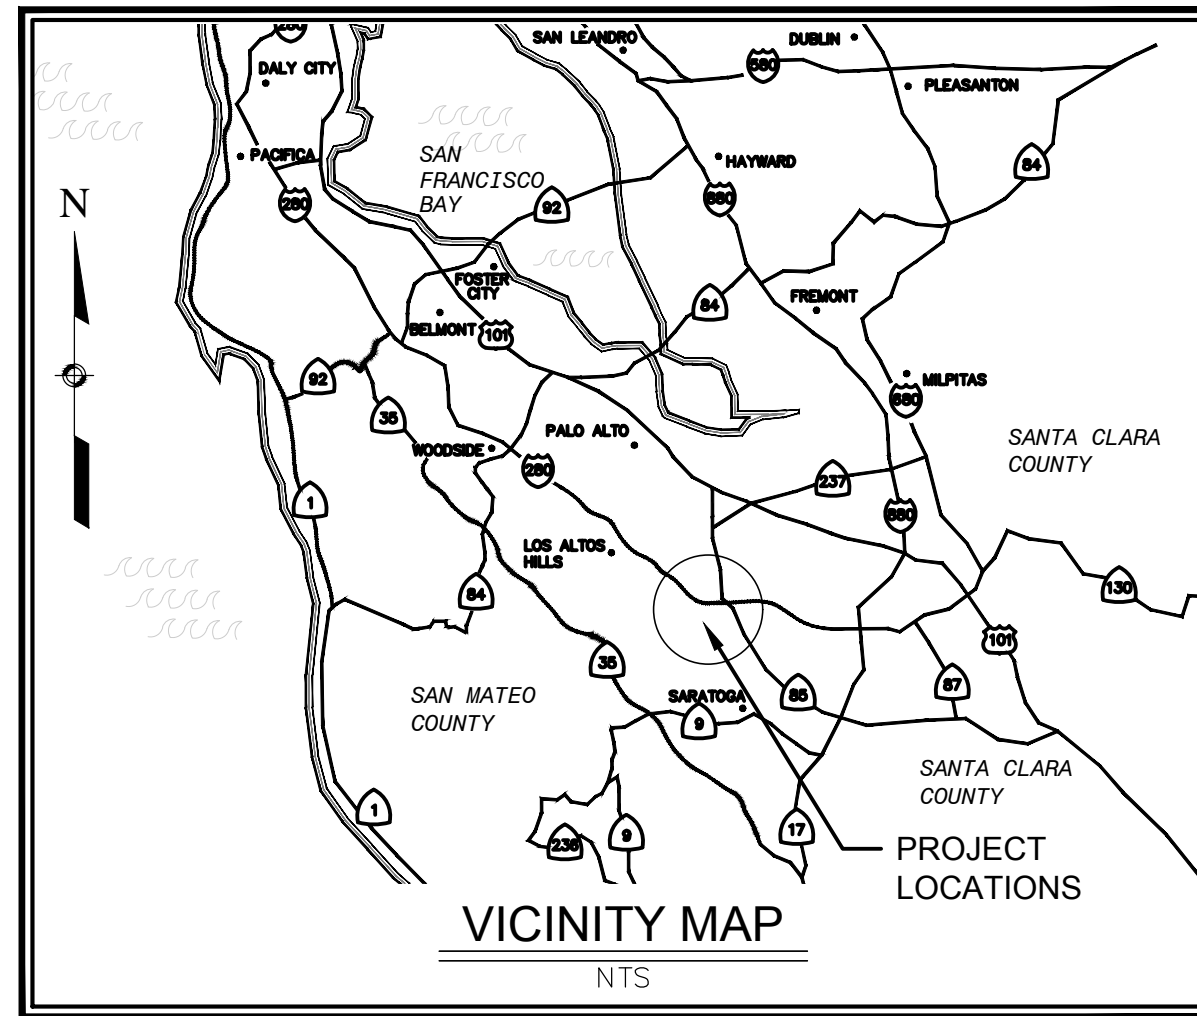 280
SAN LEANDRO
DUBLIN
DALY CITY
580
PLEASANTON
PACIFICA
SAN
FRANCISCO
BAY
HAYWARD
84
N
280
92
880
FOSTER
CITY
84
FREMONT
BELMONT
101
92
MILPITAS
680
35
PALO ALTO
WOODSIDE
SANTA CLARA
COUNTY
280
237
1
880
LOS ALTOS
HILLS
84
130
101
35
SAN MATEO
COUNTY
SARATOGA
85
87
9
SANTA CLARA
COUNTY
1
236
9
17
PROJECT
LOCATIONS
VICINITY MAP
NTS